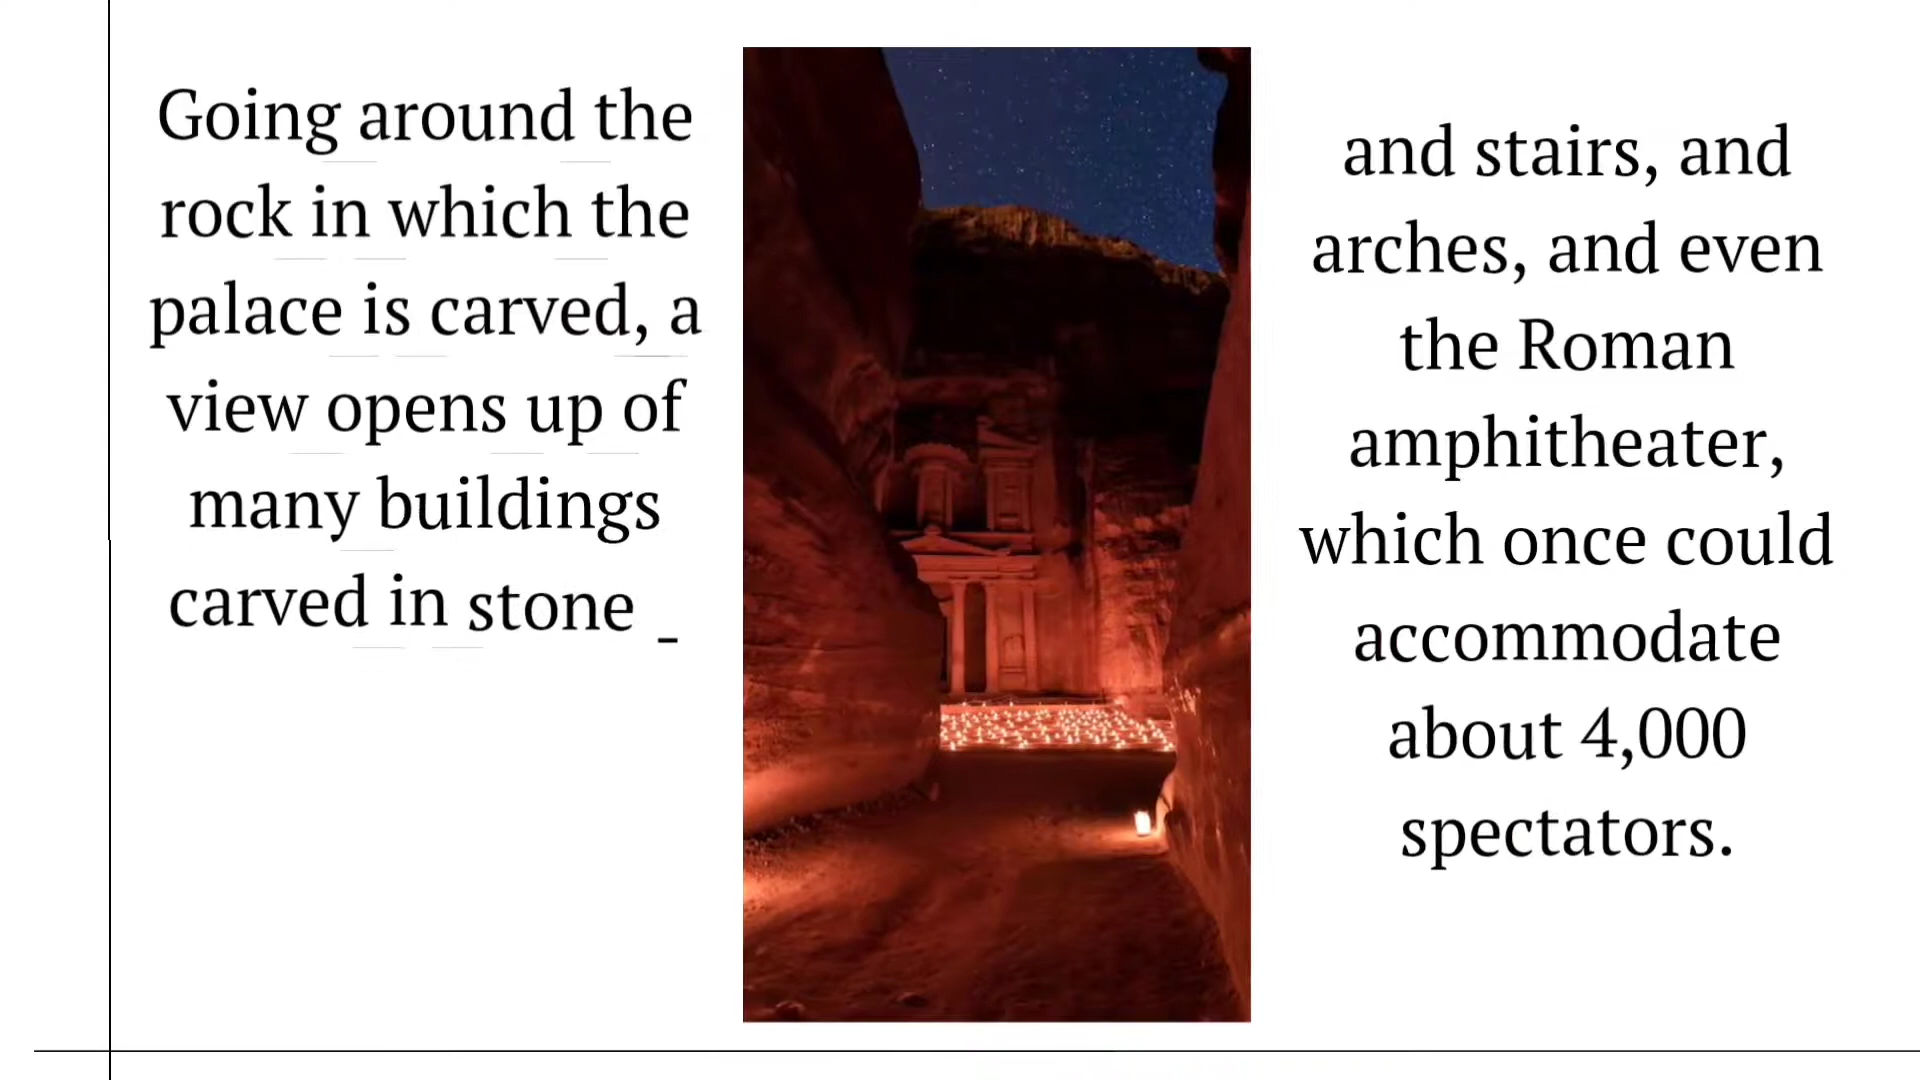 Going around the
rock in which the
palace is carved, a
view opens up of
many buildings
carved in stone -
and stairs, and
arches, and even
the Roman
amphitheater,
which once could
accommodate
about 4,000
spectators.